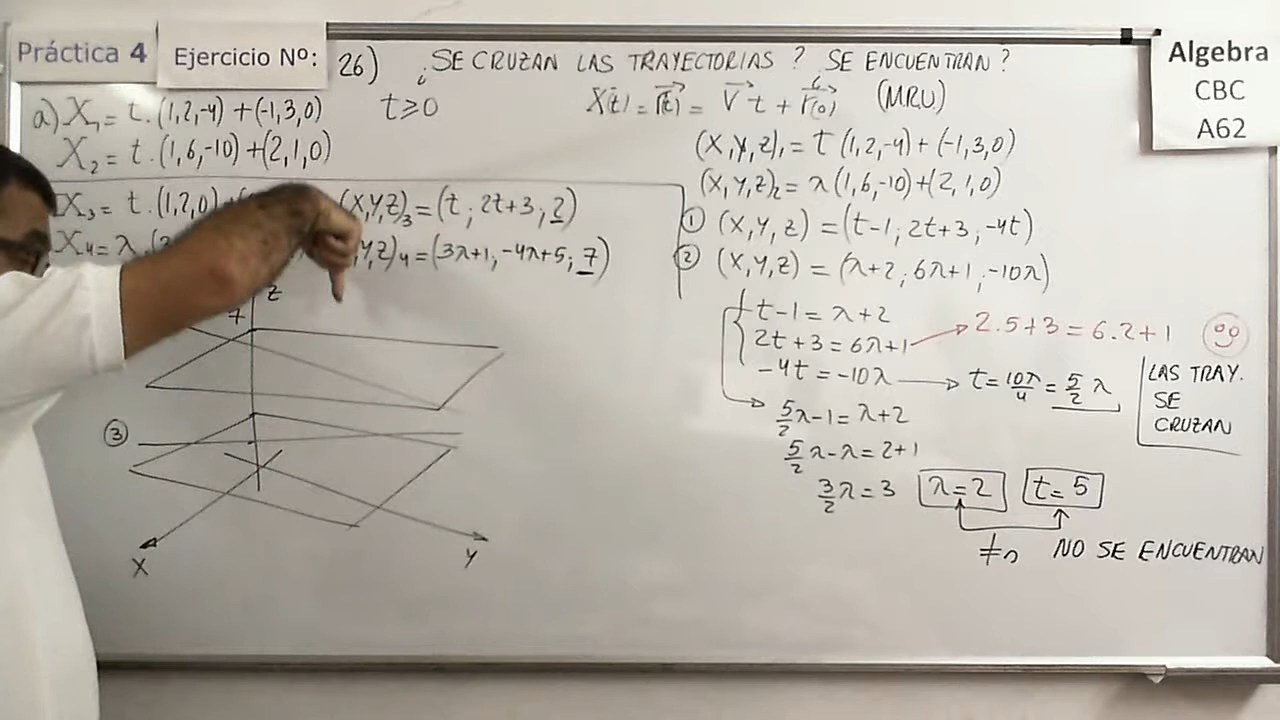 Práctica 4
Ejercicio Nº: 26) ¿SE CRUZAN LAS TRAYECTORIAS? SE ENCUENTRAN?
Algebra
CBC
A62
a) X₁ = t.(1,2,-4)+(-1,3,0) t≥0
X₂ = t.(1,6,-10)+(2,1,0)
X₃ = t.(1,2,0)
(X,Y,Z)₃ = (t, 2t+3, 2)
X₄ = λ
Y,Z)₄ = (3λ+1, -4λ+5, 7)
Z
7
3
X
Y
X(t) = r(t) = V t + r(0) (MRU)
(X,Y,Z)₁ = t(1,2,-4)+(-1,3,0)
(X,Y,Z)₂ = λ(1,6,-10)+(2,1,0)
① (X,Y,Z) = (t-1, 2t+3, -4t)
② (X,Y,Z) = (λ+2, 6λ+1, -10λ)
t-1 = λ+2
2t+3 = 6λ+1 → 2.5+3 = 6.2+1
-4t = -10λ → t = 10λ/4 = 5/2 λ
5/2 λ-1 = λ+2
5/2 λ-λ = 2+1
3/2 λ = 3 λ=2 t=5
LAS TRAY.
SE
CRUZAN
≠ NO SE ENCUENTRAN